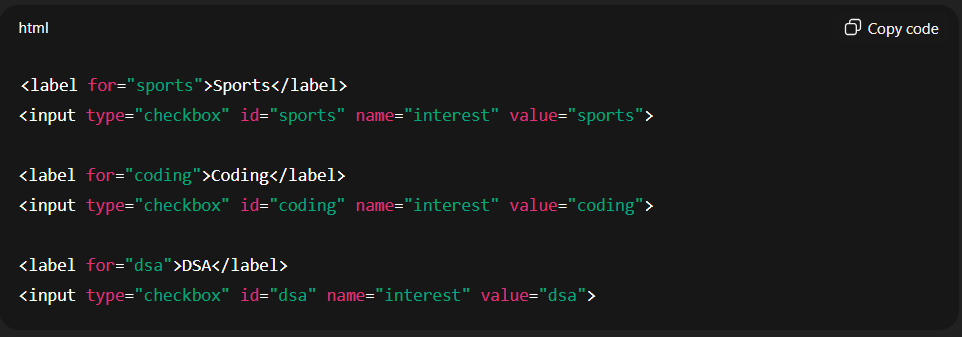 html
Copy code
<label for="sports">Sports</label>
<input type="checkbox" id="sports" name="interest" value="sports">
<label for="coding">Coding</label>
<input type="checkbox" id="coding" name="interest" value="coding">
<label for="dsa">DSA</label>
<input type="checkbox" id="dsa" name="interest" value="dsa">